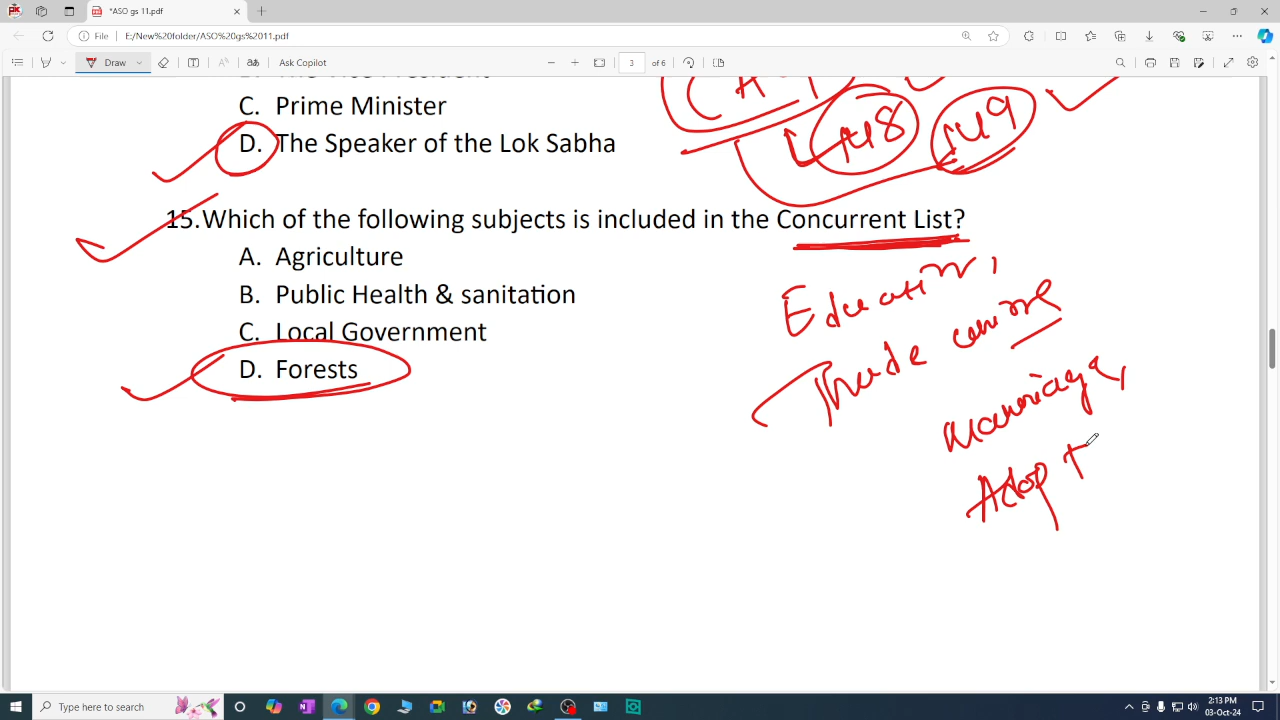 *ASO gs 11.pdf
File E:/New%20folder/ASO%20gs%2011.pdf
Draw Ask Copilot 3 of 6
C. Prime Minister
D. The Speaker of the Lok Sabha
148 149
15.Which of the following subjects is included in the Concurrent List?
A. Agriculture
B. Public Health & sanitation
C. Local Government
D. Forests
Education,
Trade
Marriage,
Adopt
Type here to search
2:13 PM
03-Oct-24